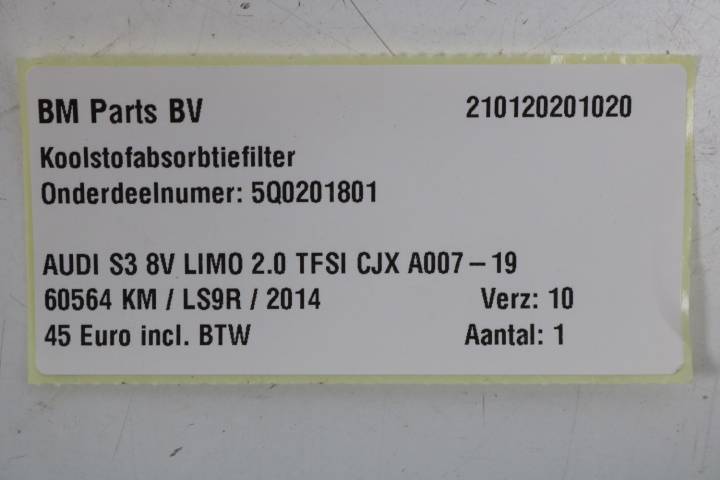 BM Parts BV 210120201020
Koolstofabsorbtiefilter
Onderdeelnumer: 5Q0201801
AUDI S3 8V LIMO 2.0 TFSI CJX A007 – 19
60564 KM / LS9R / 2014 Verz: 10
45 Euro incl. BTW Aantal: 1